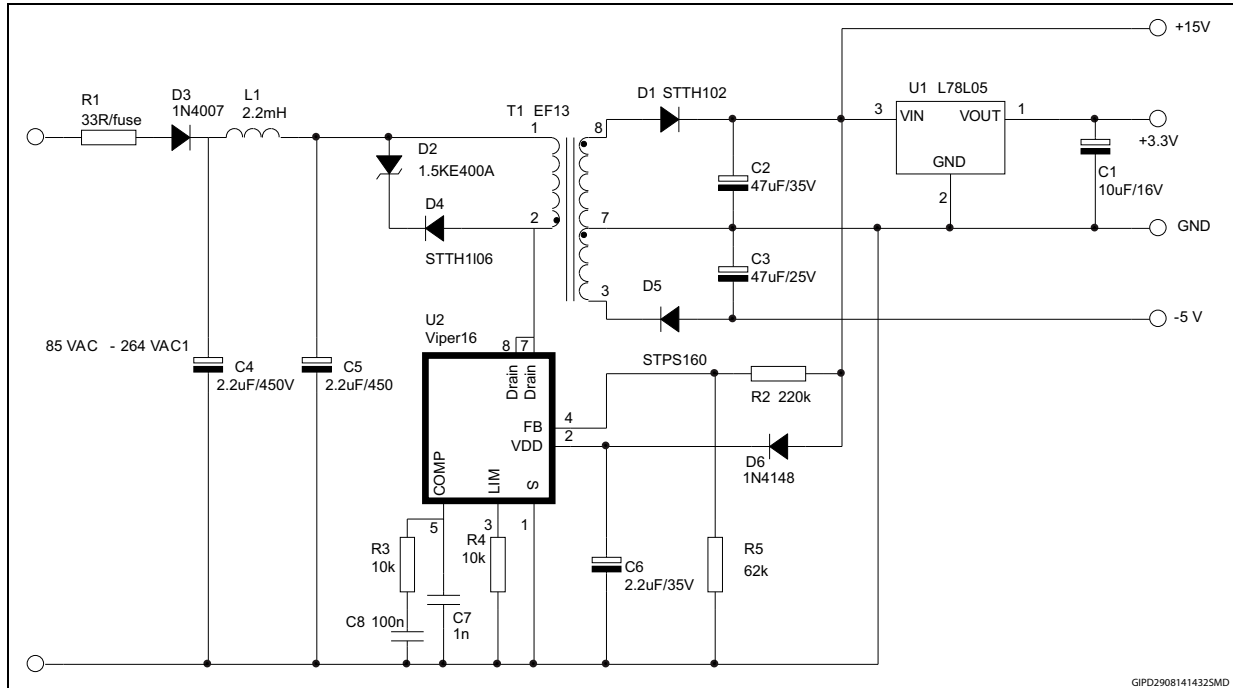 +15V
R1
33R/fuse
D3
1N4007
L1
2.2mH
T1 EF13
D1 STTH102
U1 L78L05
1
8
3
VIN
VOUT
1
+3.3V
GND
2
D2
1.5KE400A
C2
47uF/35V
C1
10uF/16V
D4
2
7
GND
STTH1I06
C3
47uF/25V
3
D5
-5 V
U2
Viper16
STPS160
85 VAC - 264 VAC1
C4
2.2uF/450V
C5
2.2uF/450
8
7
Drain
Drain
R2 220k
FB
4
VDD
2
D6
1N4148
COMP
LIM
S
5
3
1
R3
10k
R4
10k
C6
2.2uF/35V
R5
62k
C8 100n
C7
1n
GIPD2908141432SMD